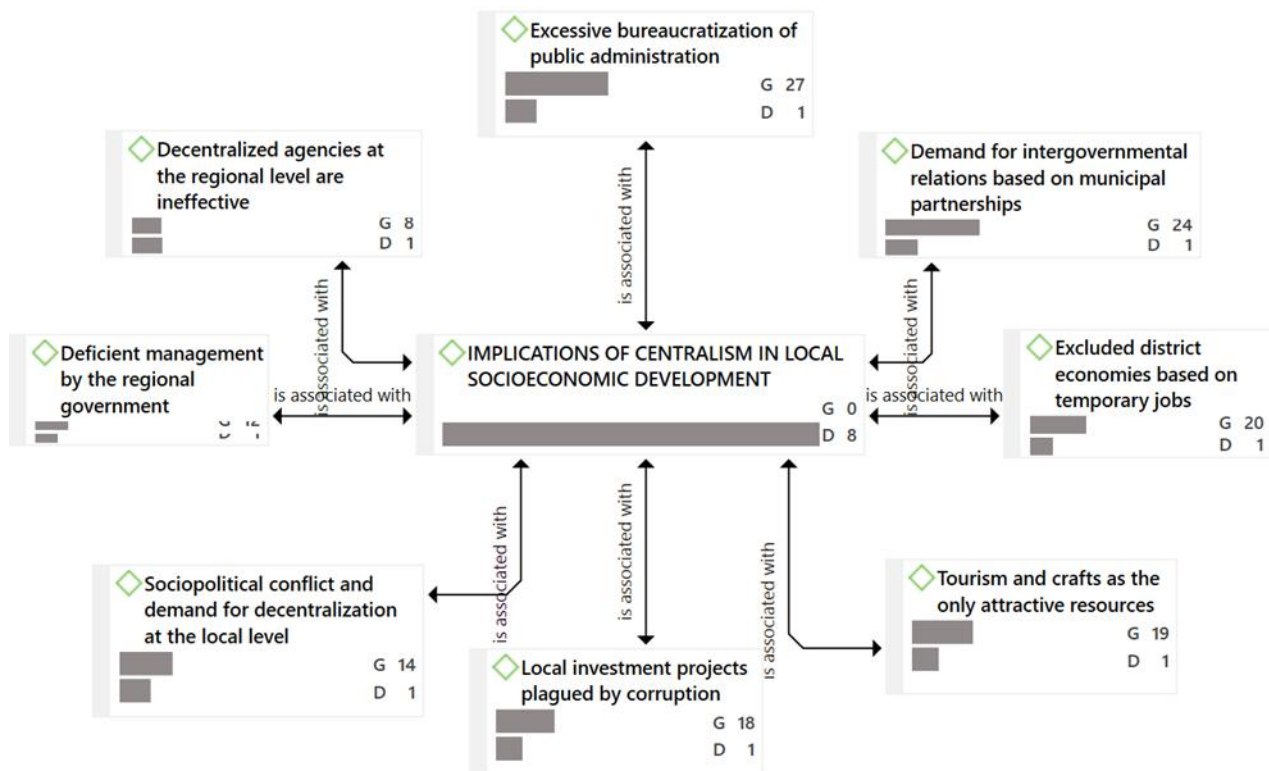 Excessive bureaucratization of
public administration
G 27
D 1
Decentralized agencies at
the regional level are
ineffective
G 8
D 1
Demand for intergovernmental
relations based on municipal
partnerships
G 24
D 1
is associated with
is associated with
is associated with
Deficient management
by the regional
government
G 12
D 1
is associated with
IMPLICATIONS OF CENTRALISM IN LOCAL
SOCIOECONOMIC DEVELOPMENT
G 0
D 8
is associated with
Excluded district
economies based on
temporary jobs
G 20
D 1
is associated with
is associated with
is associated with
Sociopolitical conflict and
demand for decentralization
at the local level
G 14
D 1
Local investment projects
plagued by corruption
G 18
D 1
Tourism and crafts as the
only attractive resources
G 19
D 1